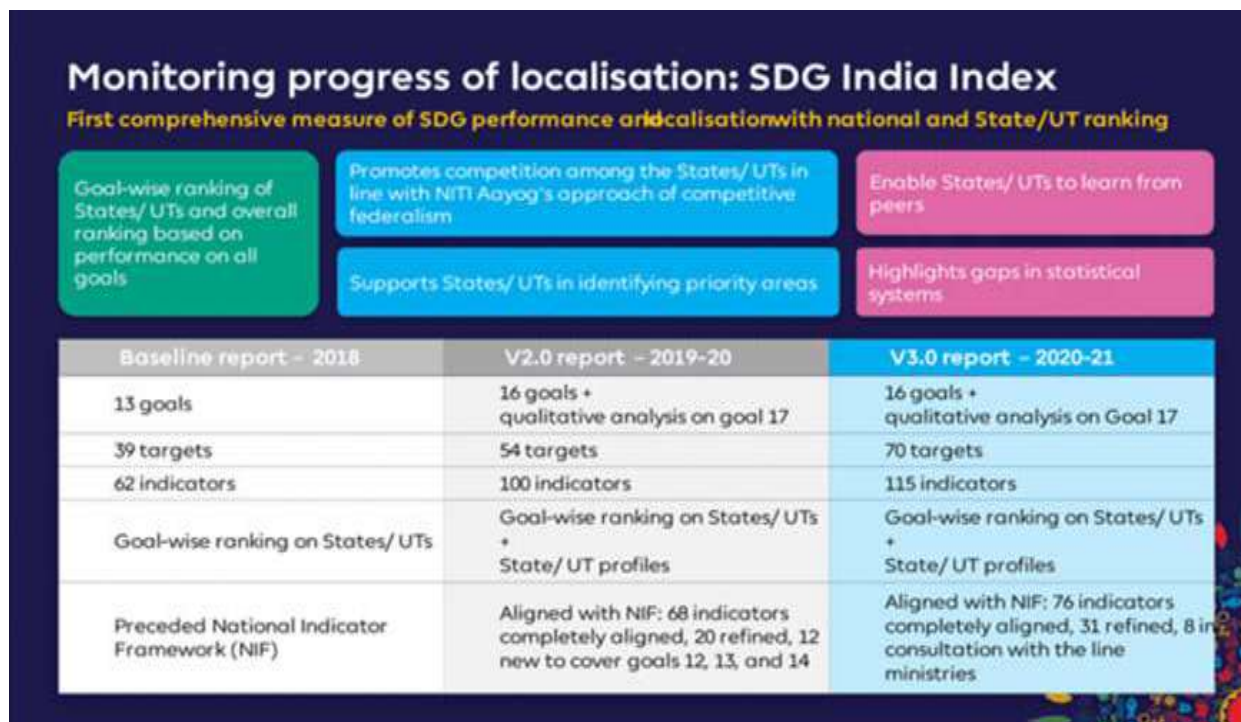 Monitoring progress of localisation: SDG India Index
First comprehensive measure of SDG performance and localisation with national and State/UT ranking
Goal-wise ranking of
States/ UTs and overall
ranking based on
performance on all
goals
Promotes competition among the States/ UTs in
line with NITI Aayog's approach of competitive
federalism
Supports States/ UTs in identifying priority areas
Enable States/ UTs to learn from
peers
Highlights gaps in statistical
systems
Baseline report – 2018
V2.0 report – 2019-20
V3.0 report – 2020-21
13 goals
16 goals +
qualitative analysis on goal 17
16 goals +
qualitative analysis on Goal 17
39 targets
54 targets
70 targets
62 indicators
100 indicators
115 indicators
Goal-wise ranking on States/ UTs
Goal-wise ranking on States/ UTs
+
State/ UT profiles
Goal-wise ranking on States/ UTs
+
State/ UT profiles
Preceded National Indicator
Framework (NIF)
Aligned with NIF: 68 indicators
completely aligned, 20 refined, 12
new to cover goals 12, 13, and 14
Aligned with NIF: 76 indicators
completely aligned, 31 refined, 8 in
consultation with the line
ministries